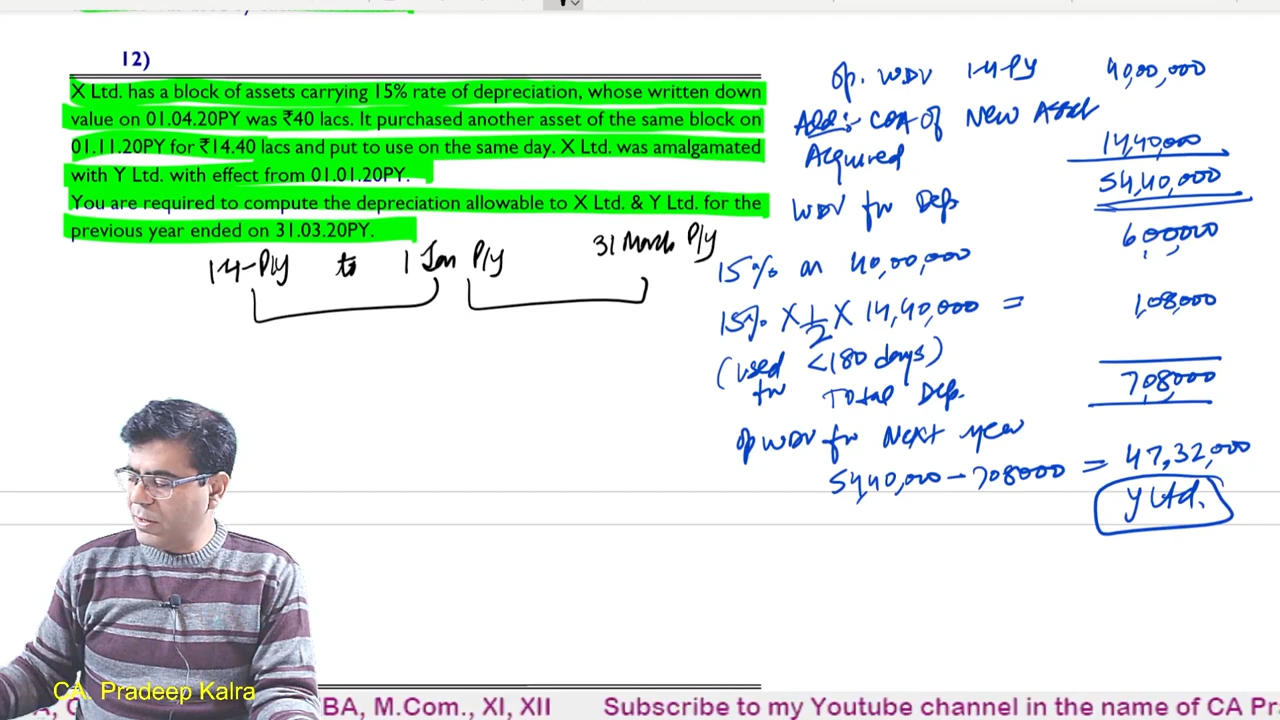 12)
X Ltd. has a block of assets carrying 15% rate of depreciation, whose written down
value on 01.04.20PY was ₹40 lacs. It purchased another asset of the same block on
01.11.20PY for ₹14.40 lacs and put to use on the same day. X Ltd. was amalgamated
with Y Ltd. with effect from 01.01.20PY.
You are required to compute the depreciation allowable to X Ltd. & Y Ltd. for the
previous year ended on 31.03.20PY.
1-4-P/Y to 1 Jan P/Y 31 March P/Y
Op. WDV 1-4-PY 40,00,000
Add:- Cost of New Asset
Acquired 14,40,000
54,40,000
WDV for Dep.
15% on 40,00,000 6,00,000
15% X 1/2 X 14,40,000 = 1,08,000
(used for <180 days)
Total Dep. 7,08,000
Op WDV for Next year
54,40,000 - 708000 = 47,32,000
Y Ltd.
CA. Pradeep Kalra
BA, M.Com., XI, XII Subscribe to my Youtube channel in the name of CA Pr